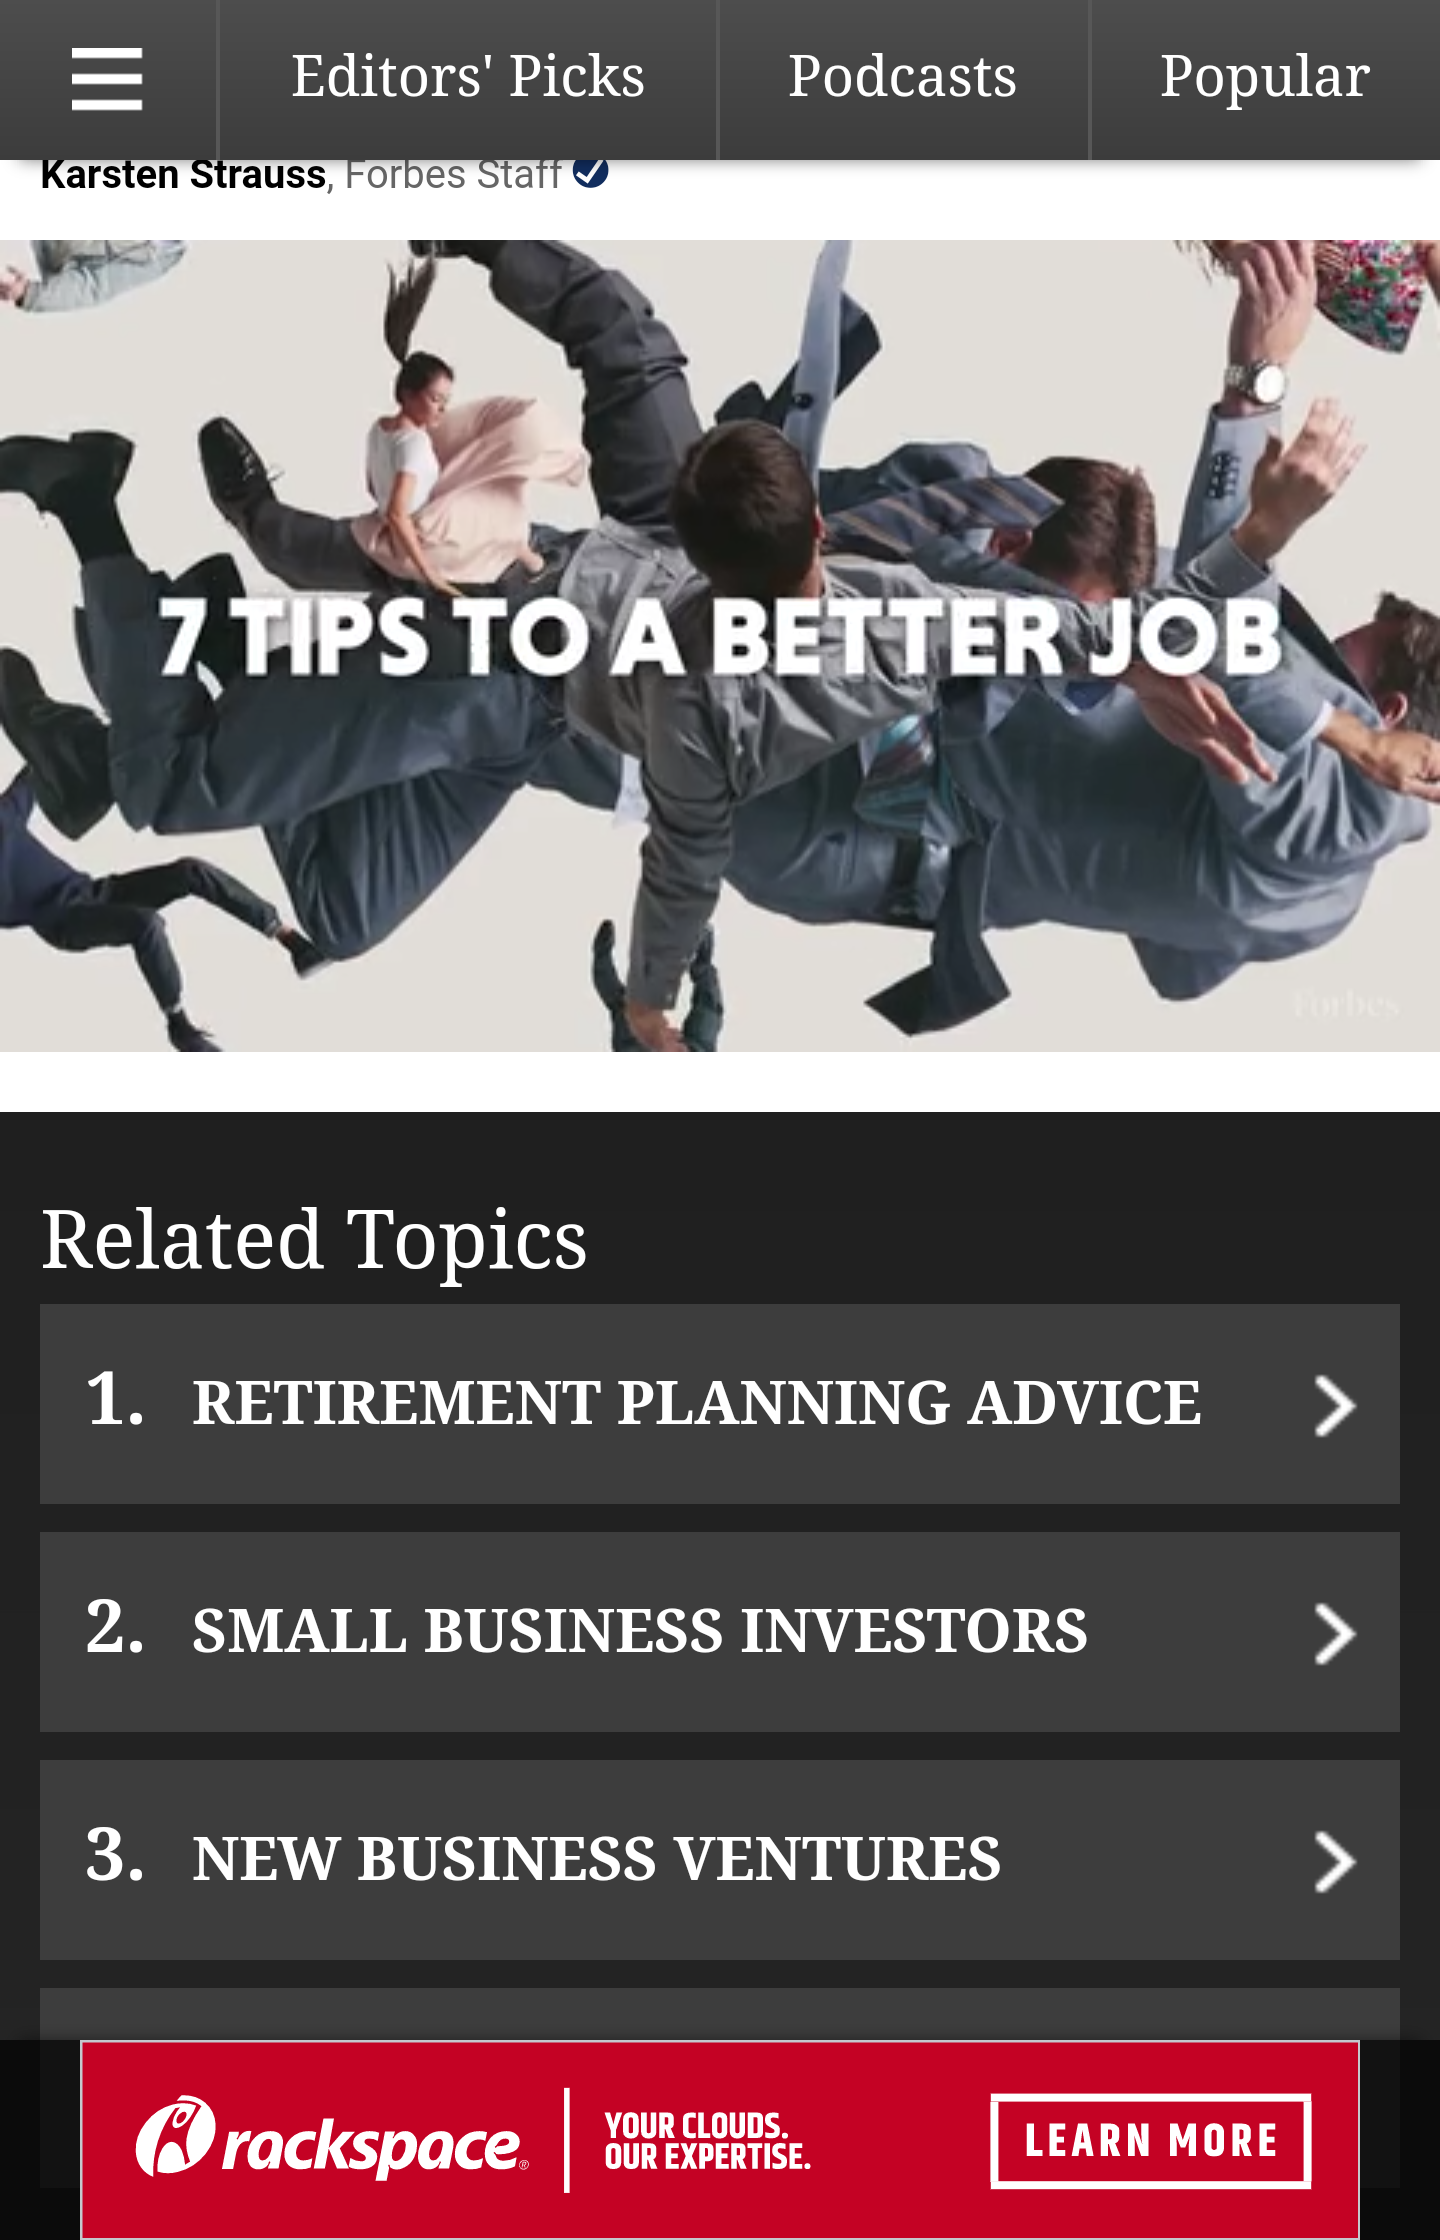 Editors' Picks
Podcasts
Popular
Karsten Strauss, Forbes Staff
7 TIPS TO A BETTER JOB
Forbes
Related Topics
1. RETIREMENT PLANNING ADVICE
2. SMALL BUSINESS INVESTORS
3. NEW BUSINESS VENTURES
rackspace®
YOUR CLOUDS.
OUR EXPERTISE.
LEARN MORE